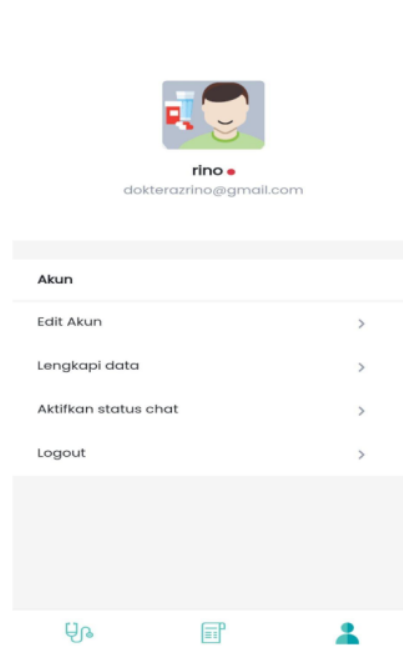 rino
dokterazrino@gmail.com
Akun
Edit Akun
Lengkapi data
Aktifkan status chat
Logout